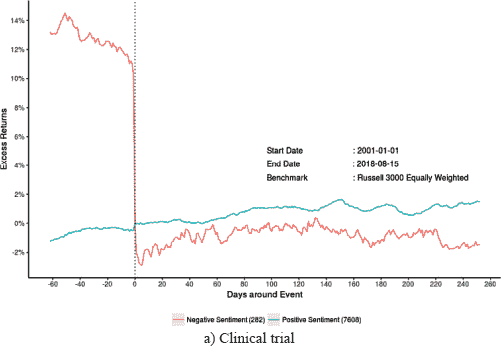 14%
12%
10%
8%
6%
4%
2%
0%
-2%
Excess Returns
Start Date : 2001-01-01
End Date : 2018-08-15
Benchmark : Russell 3000 Equally Weighted
-60 -40 -20 0 20 40 60 80 100 120 140 160 180 200 220 240 260
Days around Event
Negative Sentiment (282) Positive Sentiment (7608)
a) Clinical trial